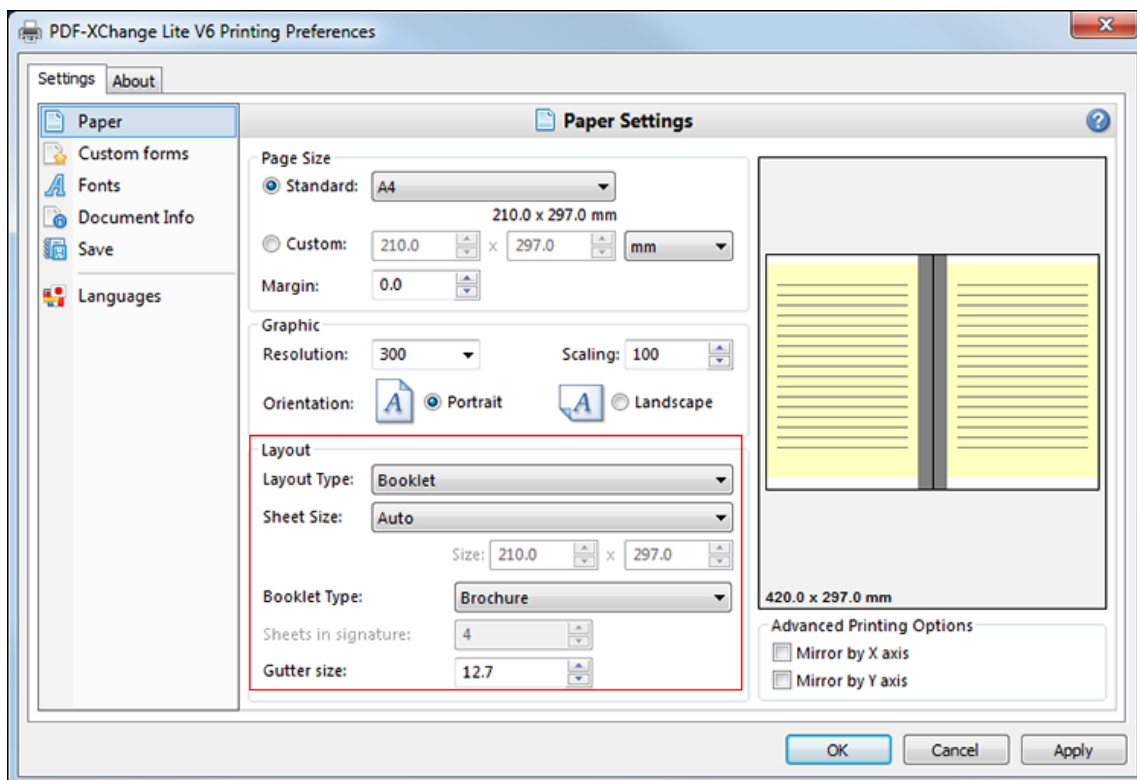 PDF-XChange Lite V6 Printing Preferences
Settings About
Paper
Custom forms
Fonts
Document Info
Save
Languages
Paper Settings
Page Size
Standard: A4
210.0 x 297.0 mm
Custom: 210.0 x 297.0 mm
Margin: 0.0
Graphic
Resolution: 300 Scaling: 100
Orientation: A Portrait A Landscape
Layout
Layout Type: Booklet
Sheet Size: Auto
Size: 210.0 x 297.0
Booklet Type: Brochure
Sheets in signature: 4
Gutter size: 12.7
420.0 x 297.0 mm
Advanced Printing Options
Mirror by X axis
Mirror by Y axis
OK Cancel Apply